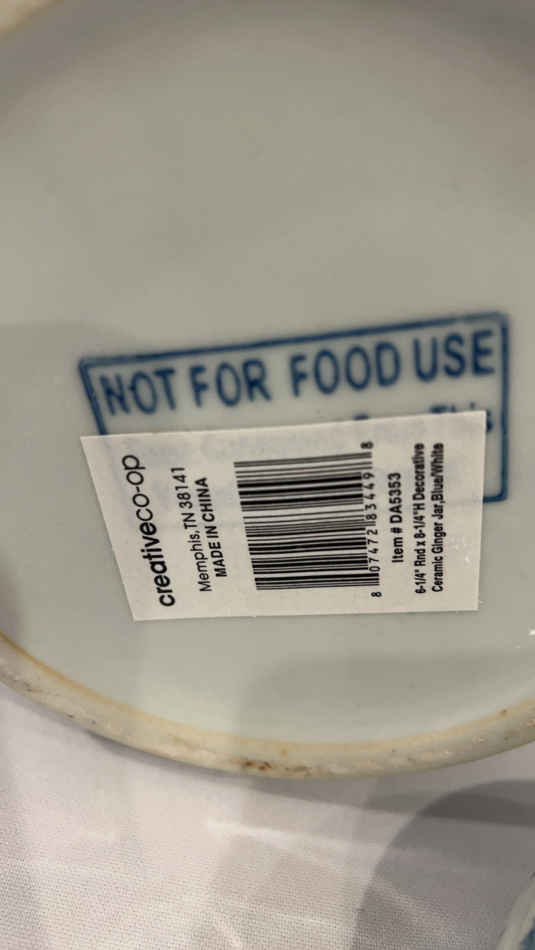 NOT FOR FOOD USE
This
creativeco-op
Memphis, TN 38141
MADE IN CHINA
8 07472 83449 8
Item # DA5353
6-1/4" Rnd x 8-1/4"H Decorative
Ceramic Ginger Jar,Blue/White